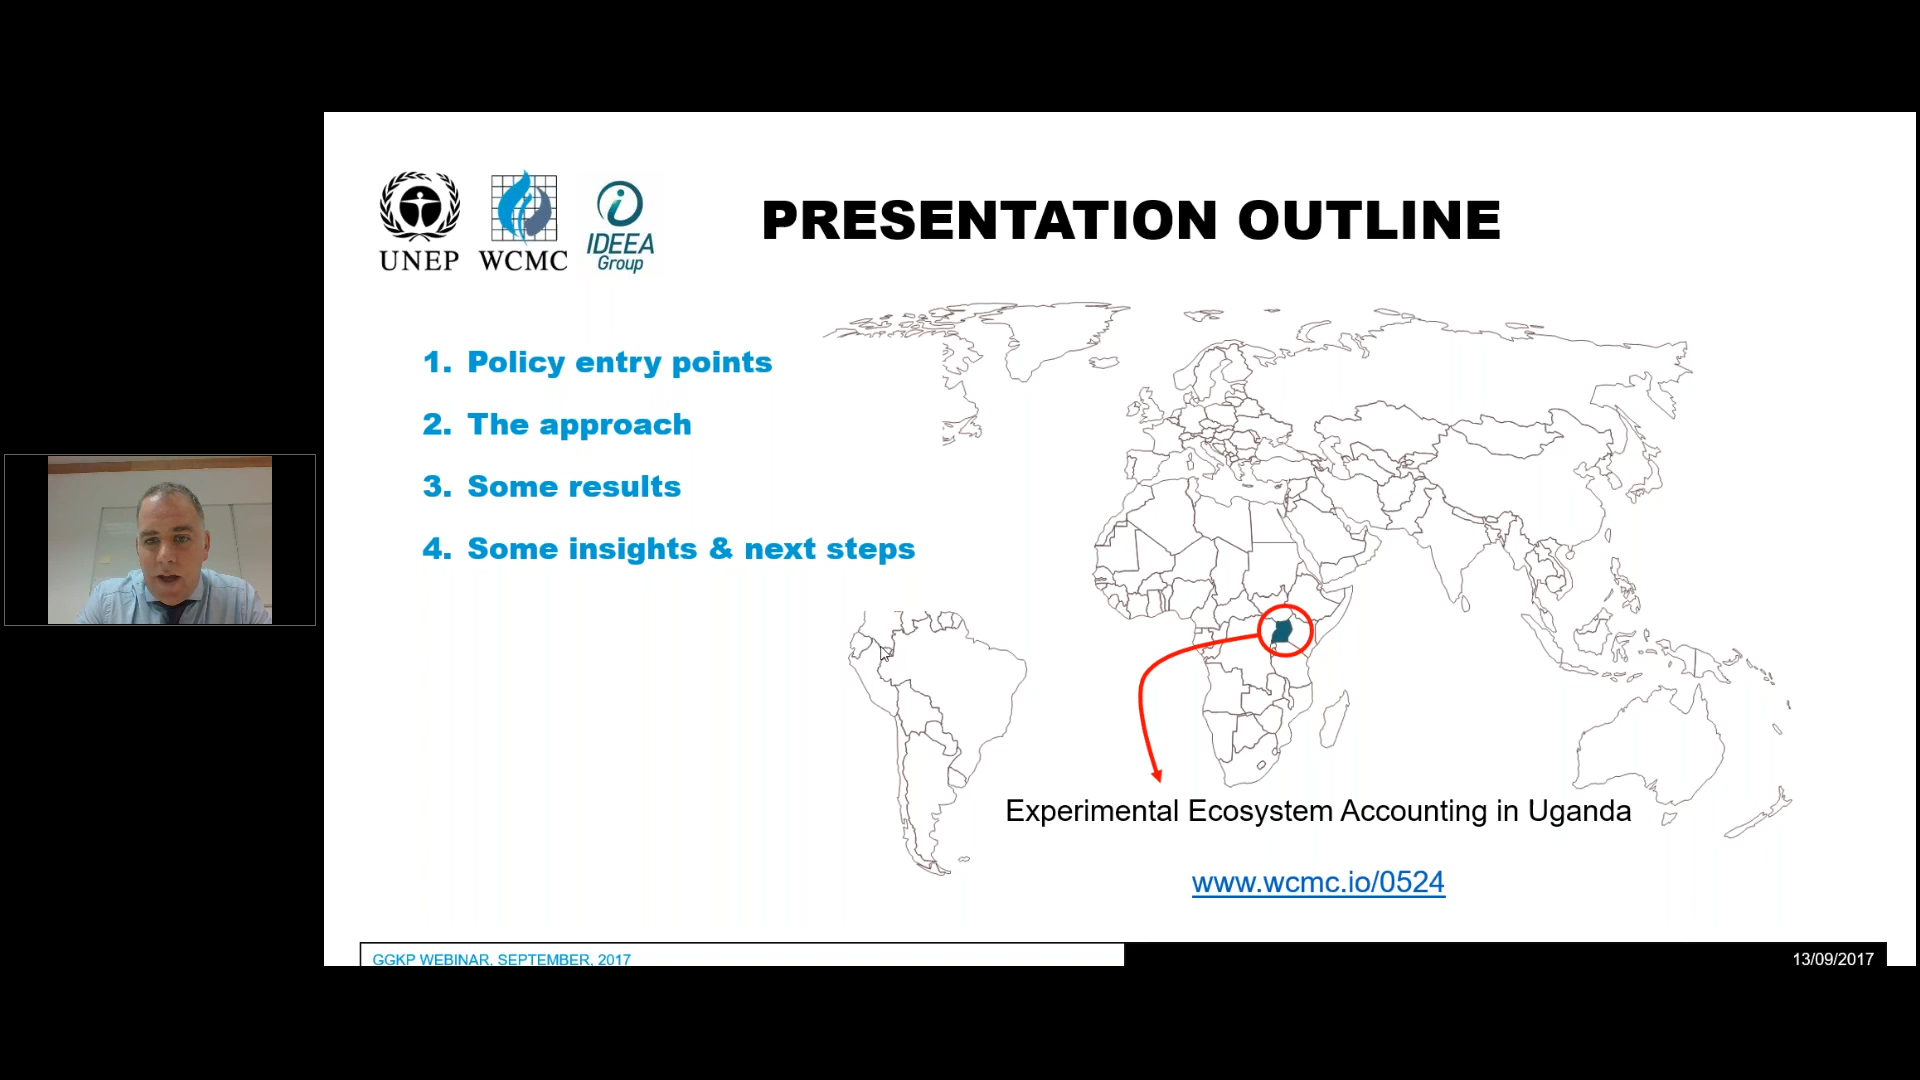 UNEP WCMC
IDEEA
Group
PRESENTATION OUTLINE
1. Policy entry points
2. The approach
3. Some results
4. Some insights & next steps
Experimental Ecosystem Accounting in Uganda
www.wcmc.io/0524
GGKP WEBINAR, SEPTEMBER, 2017
13/09/2017